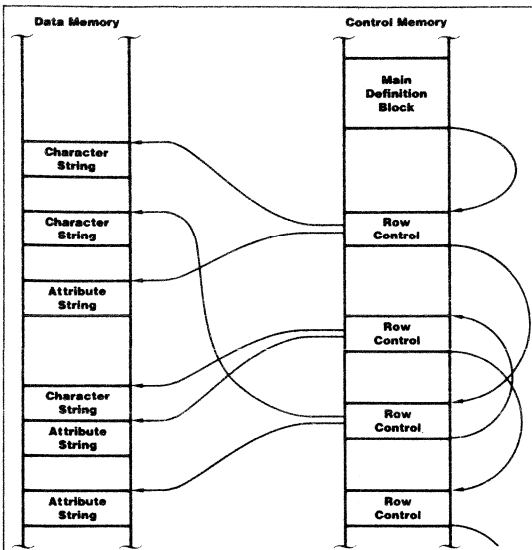 Data Memory
Control Memory
Main
Definition
Block
Character
String
Character
String
Row
Control
Attribute
String
Row
Control
Character
String
Attribute
String
Row
Control
Attribute
String
Row
Control